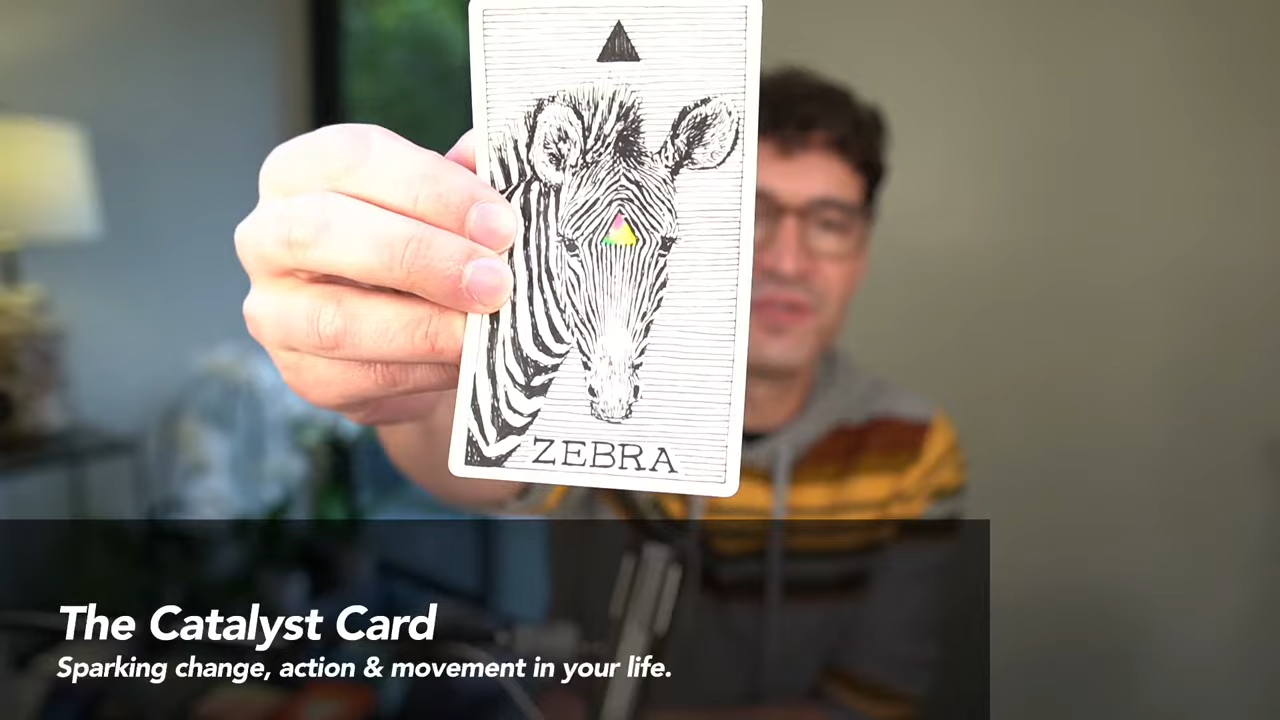 ZEBRA
The Catalyst Card
Sparking change, action & movement in your life.